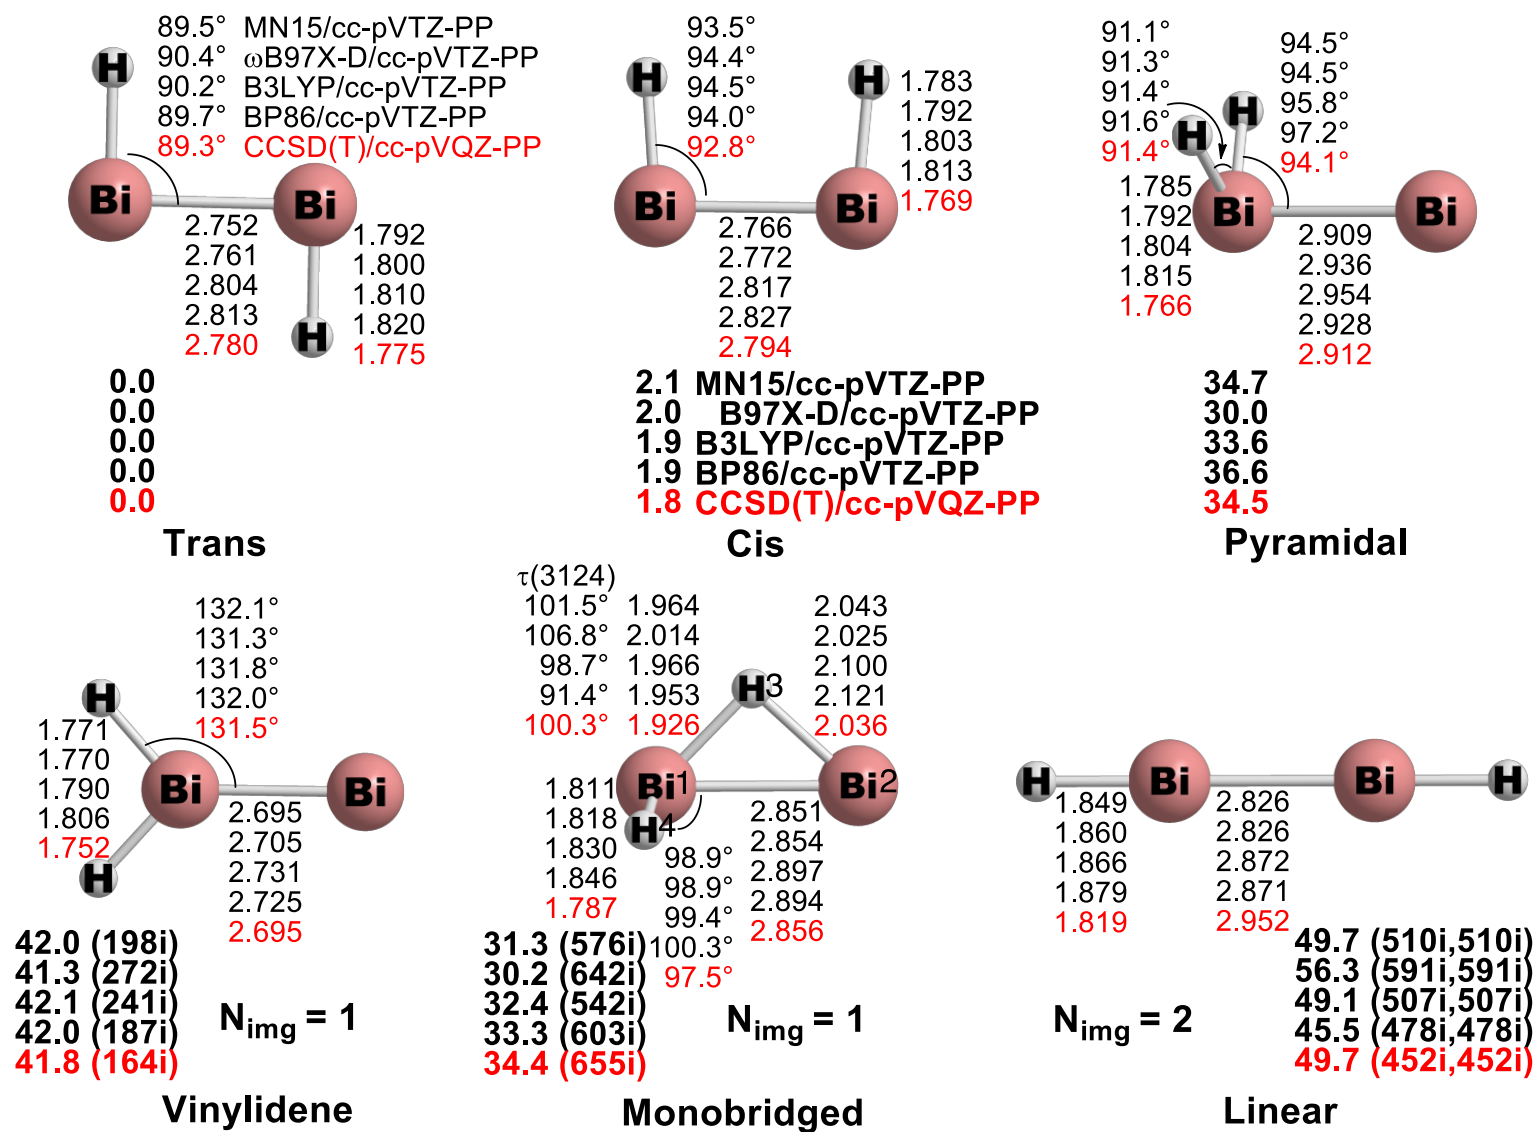 89.5° MN15/cc-pVTZ-PP
90.4° ωB97X-D/cc-pVTZ-PP
90.2° B3LYP/cc-pVTZ-PP
89.7° BP86/cc-pVTZ-PP
89.3° CCSD(T)/cc-pVQZ-PP
H
Bi
Bi
H
2.752
2.761
2.804
2.813
2.780
1.792
1.800
1.810
1.820
1.775
0.0
0.0
0.0
0.0
0.0
Trans
93.5°
94.4°
94.5°
94.0°
92.8°
H
H
Bi
Bi
1.783
1.792
1.803
1.813
1.769
2.766
2.772
2.817
2.827
2.794
2.1 MN15/cc-pVTZ-PP
2.0 B97X-D/cc-pVTZ-PP
1.9 B3LYP/cc-pVTZ-PP
1.9 BP86/cc-pVTZ-PP
1.8 CCSD(T)/cc-pVQZ-PP
Cis
91.1°
91.3°
91.4°
91.6°
91.4°
94.5°
94.5°
95.8°
97.2°
94.1°
H
H
Bi
Bi
1.785
1.792
1.804
1.815
1.766
2.909
2.936
2.954
2.928
2.912
34.7
30.0
33.6
36.6
34.5
Pyramidal
132.1°
131.3°
131.8°
132.0°
131.5°
H
Bi
Bi
H
1.771
1.770
1.790
1.806
1.752
2.695
2.705
2.731
2.725
2.695
42.0 (198i)
41.3 (272i)
42.1 (241i)
42.0 (187i)
41.8 (164i)
Nimg = 1
Vinylidene
τ(3124)
101.5°
106.8°
98.7°
91.4°
100.3°
1.964
2.014
1.966
1.953
1.926
2.043
2.025
2.100
2.121
2.036
H3
Bi1
Bi2
H4
1.811
1.818
1.830
1.846
1.787
98.9°
98.9°
99.4°
100.3°
97.5°
2.851
2.854
2.897
2.894
2.856
31.3 (576i)
30.2 (642i)
32.4 (542i)
33.3 (603i)
34.4 (655i)
Nimg = 1
Monobridged
H
Bi
Bi
H
1.849
1.860
1.866
1.879
1.819
2.826
2.826
2.872
2.871
2.952
49.7 (510i,510i)
56.3 (591i,591i)
49.1 (507i,507i)
45.5 (478i,478i)
49.7 (452i,452i)
Nimg = 2
Linear